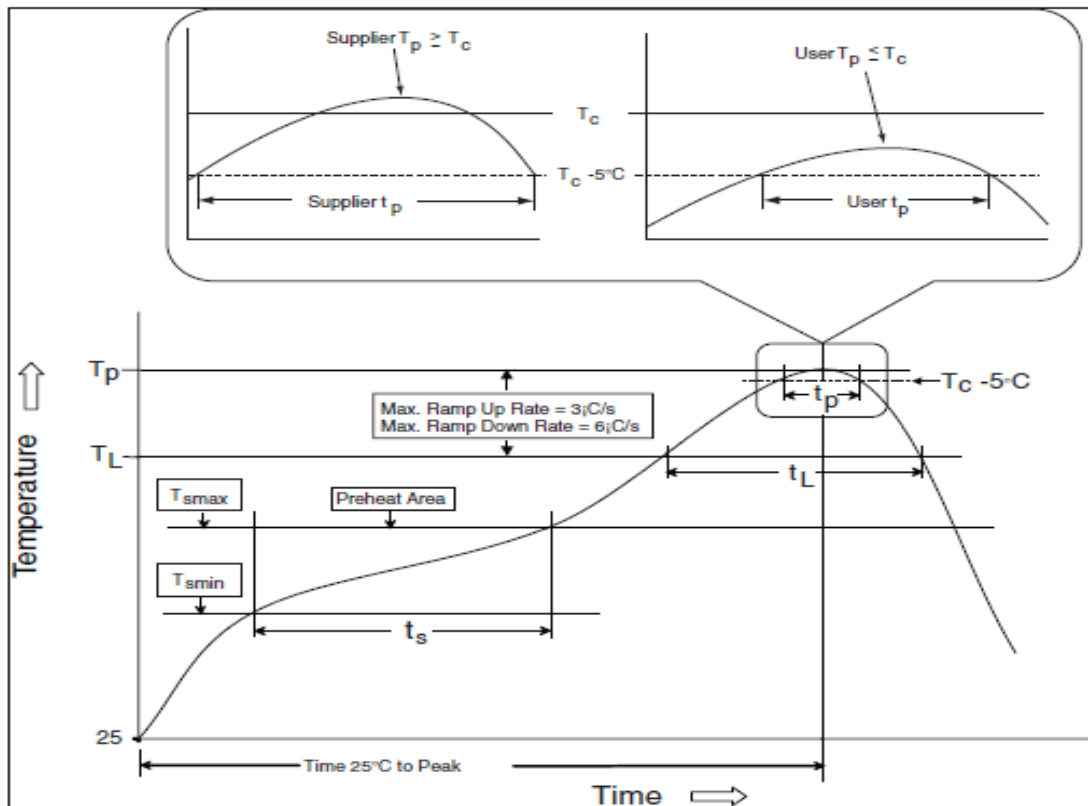 Supplier Tp ≥ Tc
User Tp ≤ Tc
Tc
Tc -5°C
Supplier tp
User tp
Tp
Tc -5°C
tp
Max. Ramp Up Rate = 3¡C/s
Max. Ramp Down Rate = 6¡C/s
TL
tL
Tsmax
Preheat Area
Tsmin
ts
Temperature
25
Time 25°C to Peak
Time